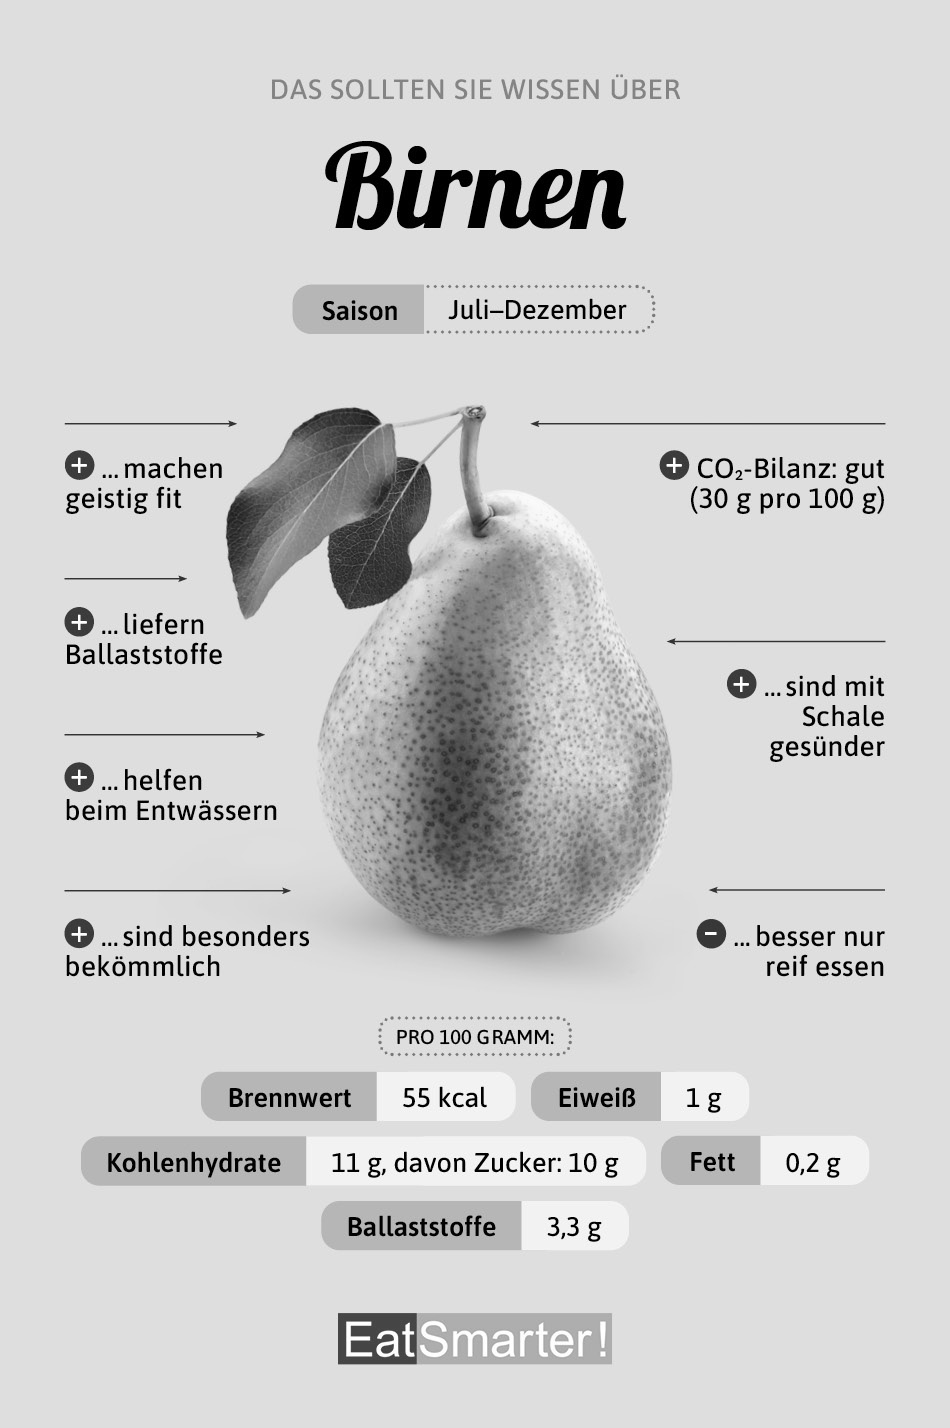 DAS SOLLTEN SIE WISSEN ÜBER
Birnen
Saison Juli–Dezember
+ ... machen
geistig fit
+ CO₂-Bilanz: gut
(30 g pro 100 g)
+ ... liefern
Ballaststoffe
+ ... sind mit
Schale
gesünder
+ ... helfen
beim Entwässern
+ ... sind besonders
bekömmlich
− ... besser nur
reif essen
PRO 100 GRAMM:
Brennwert 55 kcal Eiweiß 1 g
Kohlenhydrate 11 g, davon Zucker: 10 g Fett 0,2 g
Ballaststoffe 3,3 g
EatSmarter!